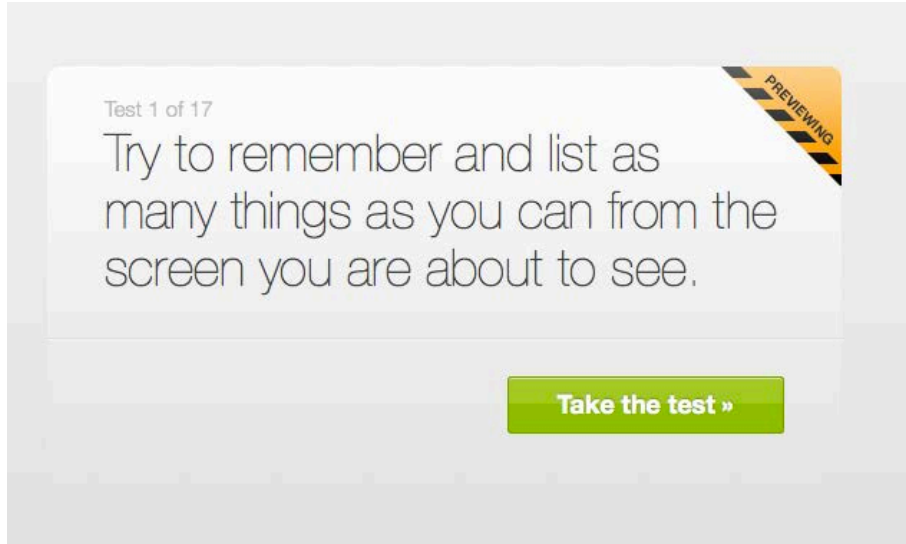 Test 1 of 17
PREVIEWING
Try to remember and list as
many things as you can from the
screen you are about to see.
Take the test »